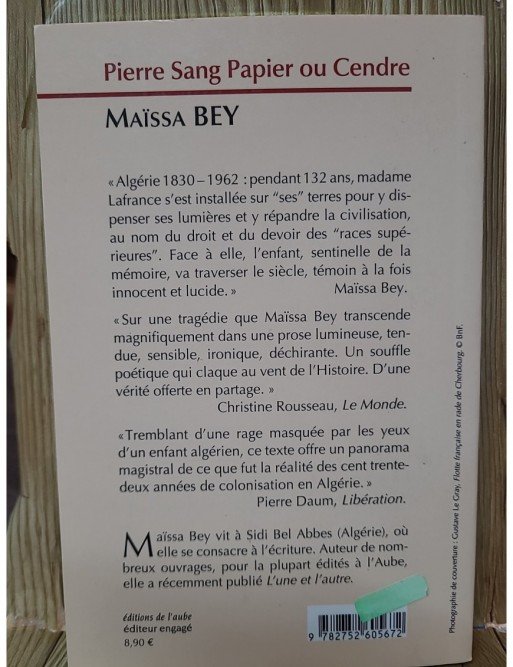 Pierre Sang Papier ou Cendre
MAÏSSA BEY
« Algérie 1830 – 1962 : pendant 132 ans, madame
Lafrance s’est installée sur “ses” terres pour y dis-
penser ses lumières et y répandre la civilisation,
au nom du droit et du devoir des “races supé-
rieures”. Face à elle, l’enfant, sentinelle de la
mémoire, va traverser le siècle, témoin à la fois
innocent et lucide. » Maïssa Bey.
« Sur une tragédie que Maïssa Bey transcende
magnifiquement dans une prose lumineuse, ten-
due, sensible, ironique, déchirante. Un souffle
poétique qui claque au vent de l’Histoire. D’une
vérité offerte en partage. »
Christine Rousseau, Le Monde.
« Tremblant d’une rage masquée par les yeux
d’un enfant algérien, ce texte offre un panorama
magistral de ce que fut la réalité des cent trente-
deux années de colonisation en Algérie. »
Pierre Daum, Libération.
Maïssa Bey vit à Sidi Bel Abbes (Algérie), où
elle se consacre à l’écriture. Auteur de nom-
breux ouvrages, pour la plupart édités à l’Aube,
elle a récemment publié L’une et l’autre.
éditions de l’aube
éditeur engagé
8,90 €
9 782752 605672
Photographie de couverture : Gustave Le Gray, Flotte française en rade de Cherbourg. © BnF.